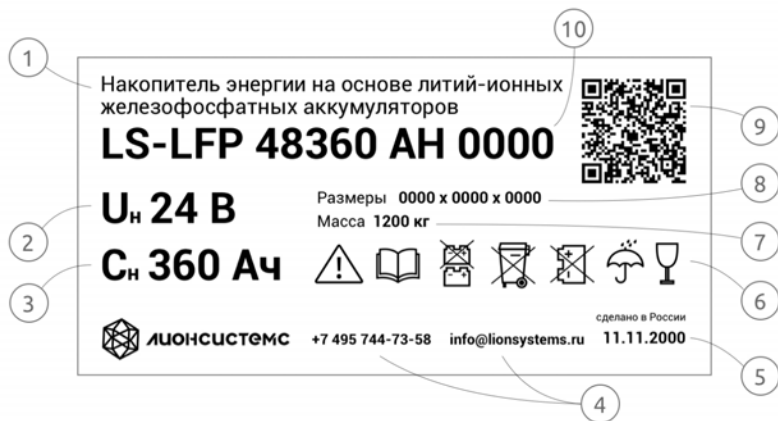 10
1
Накопитель энергии на основе литий-ионных
железофосфатных аккумуляторов
LS-LFP 48360 AH 0000
9
8
Размеры 0000 x 0000 x 0000
Uн 24 В
Масса 1200 кг
2
7
Cн 360 Ач
3
6
сделано в России
ЛИОНСИСТЕМС
+7 495 744-73-58
info@lionsystems.ru
11.11.2000
5
4